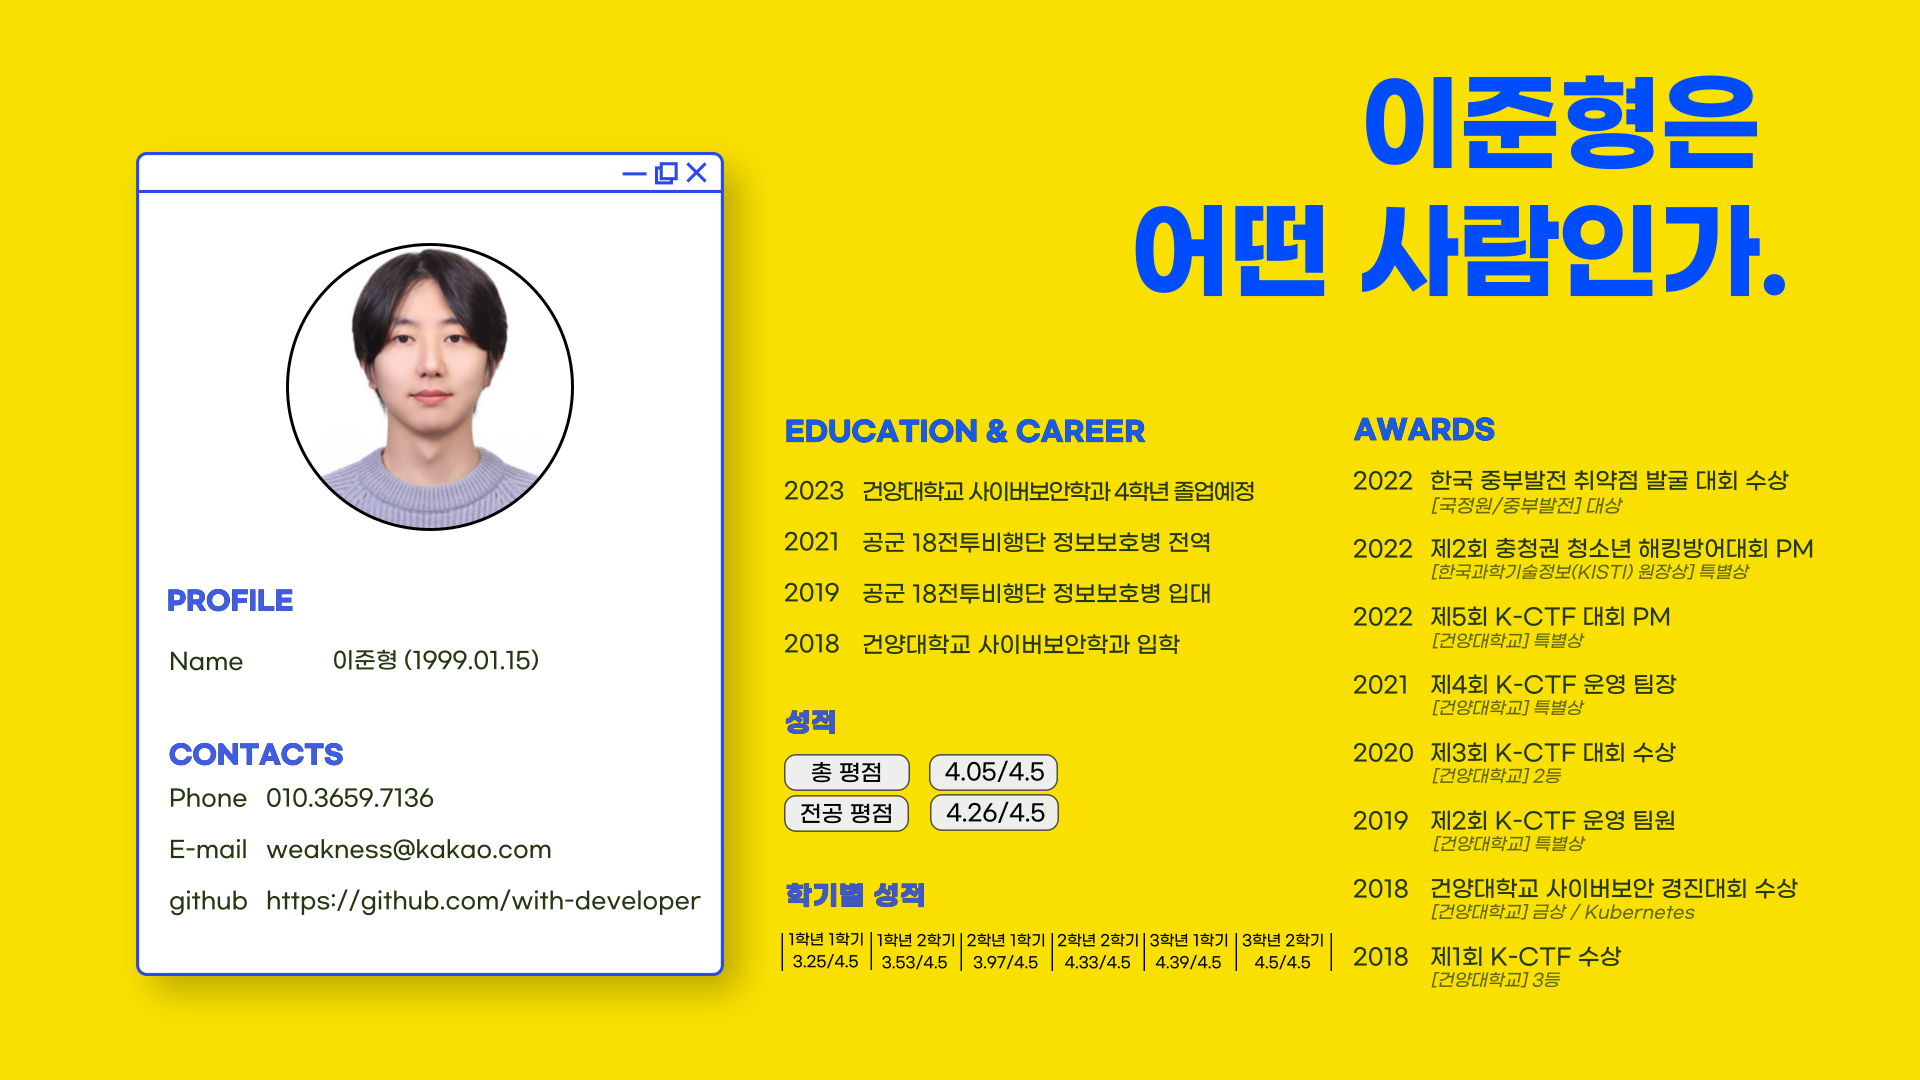 이준형은
어떤 사람인가.
PROFILE
Name 이준형 (1999.01.15)
CONTACTS
Phone 010.3659.7136
E-mail weakness@kakao.com
github https://github.com/with-developer
EDUCATION & CAREER
2023 건양대학교 사이버보안학과 4학년 졸업예정
2021 공군 18전투비행단 정보보호병 전역
2019 공군 18전투비행단 정보보호병 입대
2018 건양대학교 사이버보안학과 입학
성적
총 평점 4.05/4.5
전공 평점 4.26/4.5
학기별 성적
1학년 1학기 1학년 2학기 2학년 1학기 2학년 2학기 3학년 1학기 3학년 2학기
3.25/4.5 3.53/4.5 3.97/4.5 4.33/4.5 4.39/4.5 4.5/4.5
AWARDS
2022 한국 중부발전 취약점 발굴 대회 수상
[국정원/중부발전] 대상
2022 제2회 충청권 청소년 해킹방어대회 PM
[한국과학기술정보(KISTI) 원장상] 특별상
2022 제5회 K-CTF 대회 PM
[건양대학교] 특별상
2021 제4회 K-CTF 운영 팀장
[건양대학교] 특별상
2020 제3회 K-CTF 대회 수상
[건양대학교] 2등
2019 제2회 K-CTF 운영 팀원
[건양대학교] 특별상
2018 건양대학교 사이버보안 경진대회 수상
[건양대학교] 금상 / Kubernetes
2018 제1회 K-CTF 수상
[건양대학교] 3등